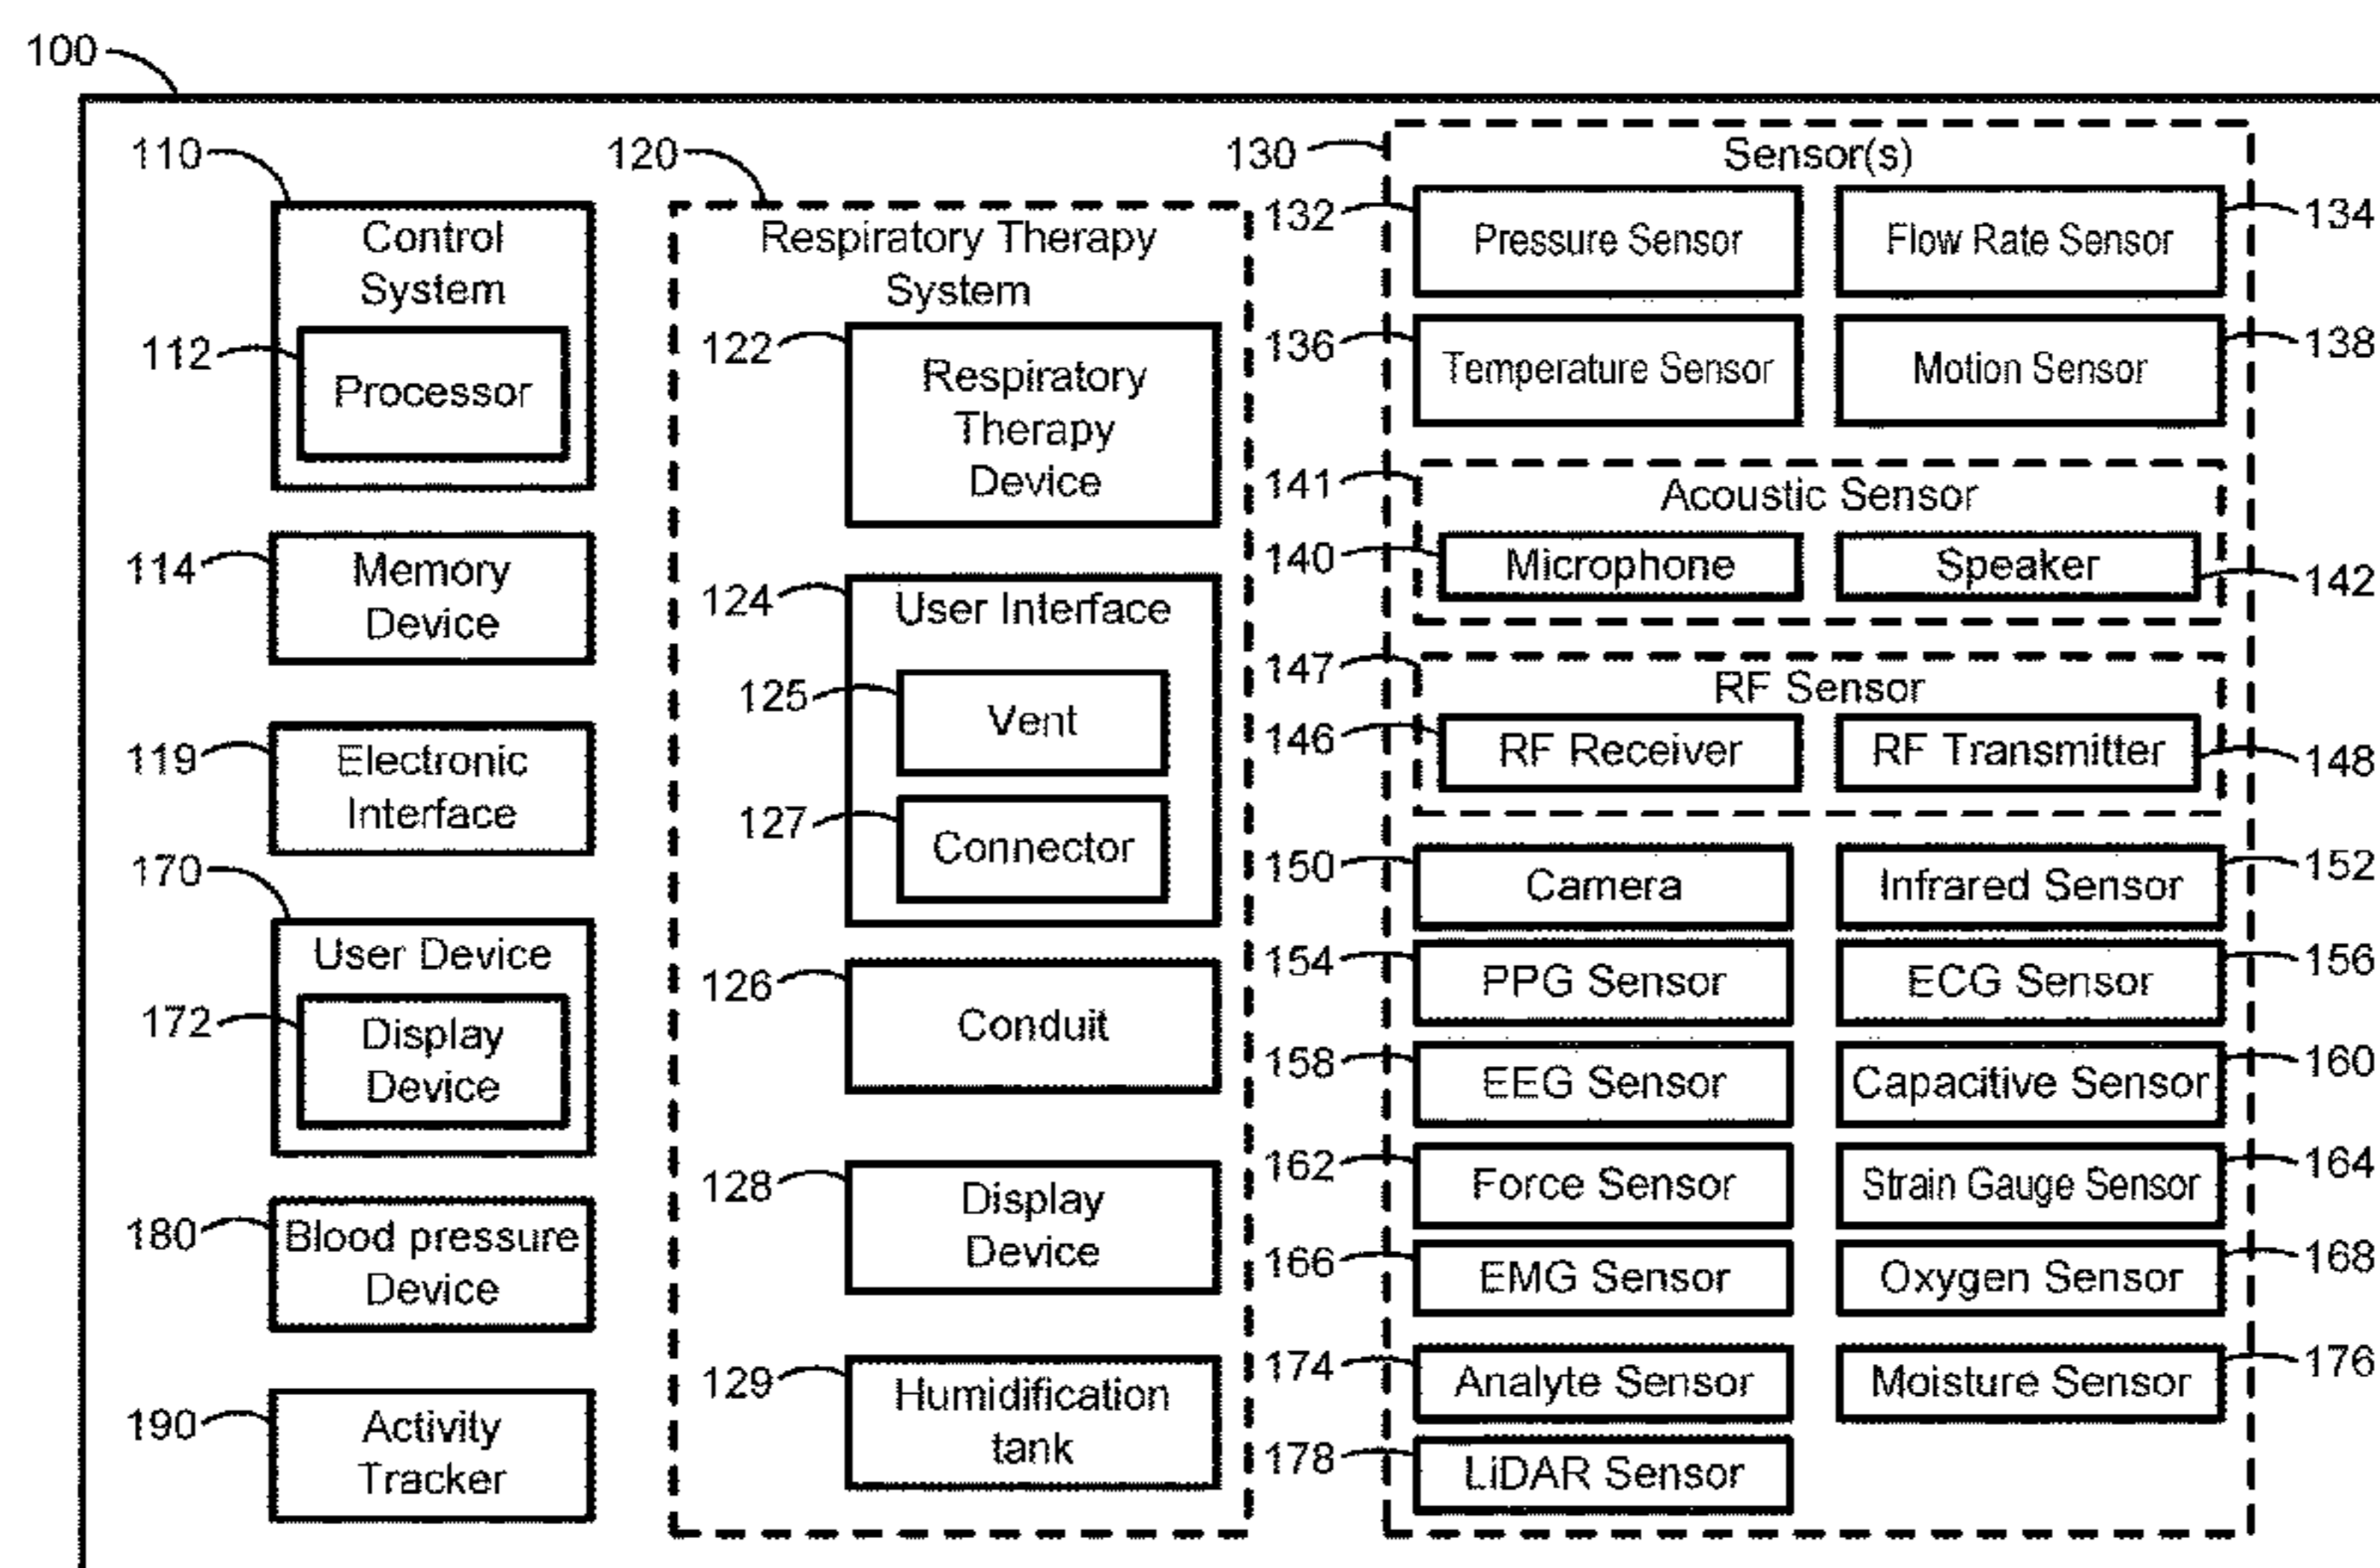 100
110
Control
System
112
Processor
114
Memory
Device
119
Electronic
Interface
170
User Device
172
Display
Device
180
Blood pressure
Device
190
Activity
Tracker
120
Respiratory Therapy
System
122
Respiratory
Therapy
Device
124
User Interface
125
Vent
127
Connector
126
Conduit
128
Display
Device
129
Humidification
tank
130
Sensor(s)
132
Pressure Sensor
Flow Rate Sensor
134
136
Temperature Sensor
Motion Sensor
138
141
Acoustic Sensor
140
Microphone
Speaker
142
147
RF Sensor
146
RF Receiver
RF Transmitter
148
150
Camera
Infrared Sensor
152
154
PPG Sensor
ECG Sensor
156
158
EEG Sensor
Capacitive Sensor
160
162
Force Sensor
Strain Gauge Sensor
164
166
EMG Sensor
Oxygen Sensor
168
174
Analyte Sensor
Moisture Sensor
176
178
LiDAR Sensor